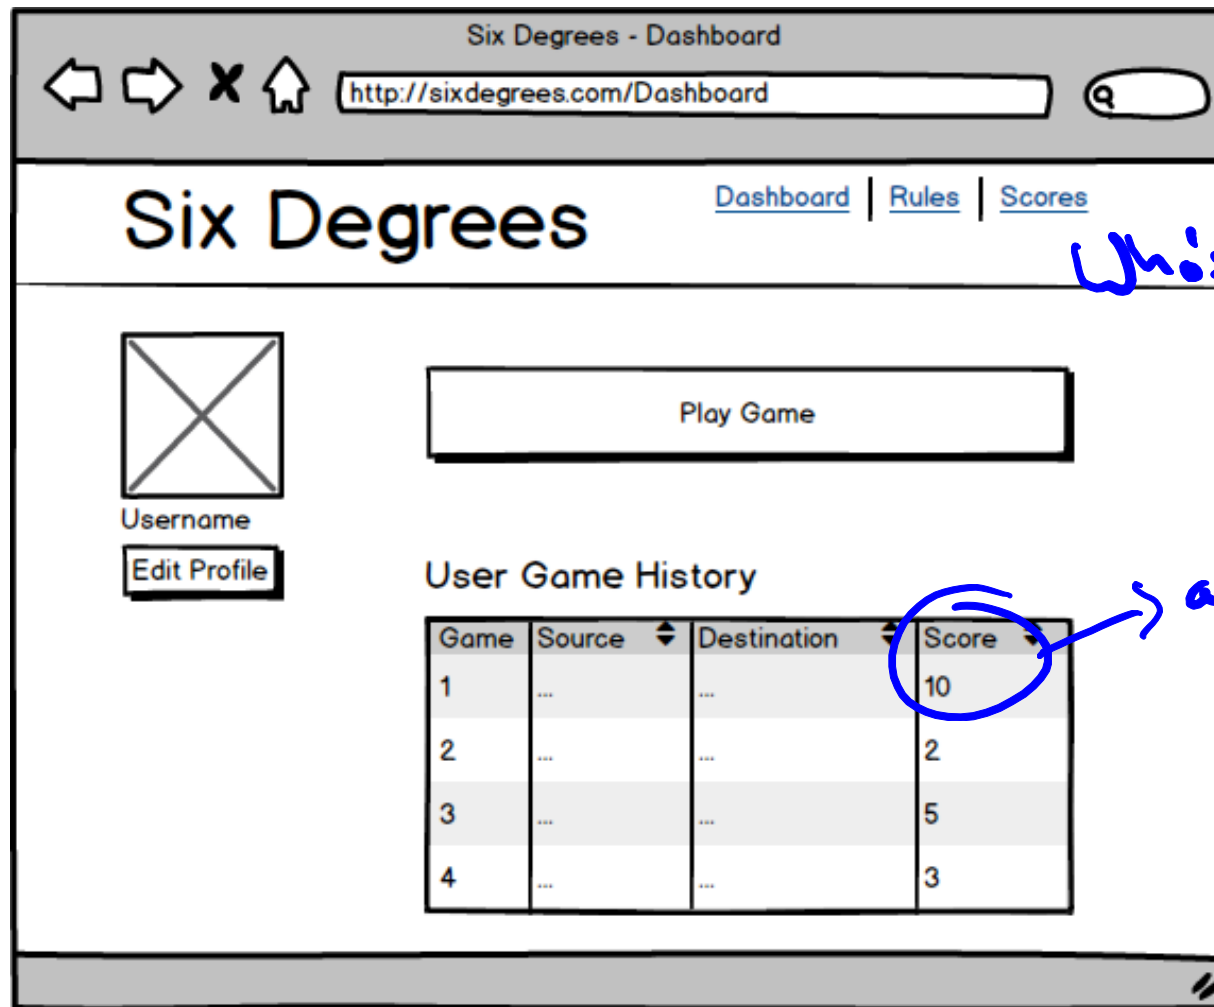 Six Degrees - Dashboard
http://sixdegrees.com/Dashboard
Six Degrees
Dashboard | Rules | Scores
Play Game
Username
Edit Profile
User Game History
Game Source Destination Score
1 ... ... 10
2 ... ... 2
3 ... ... 5
4 ... ... 3